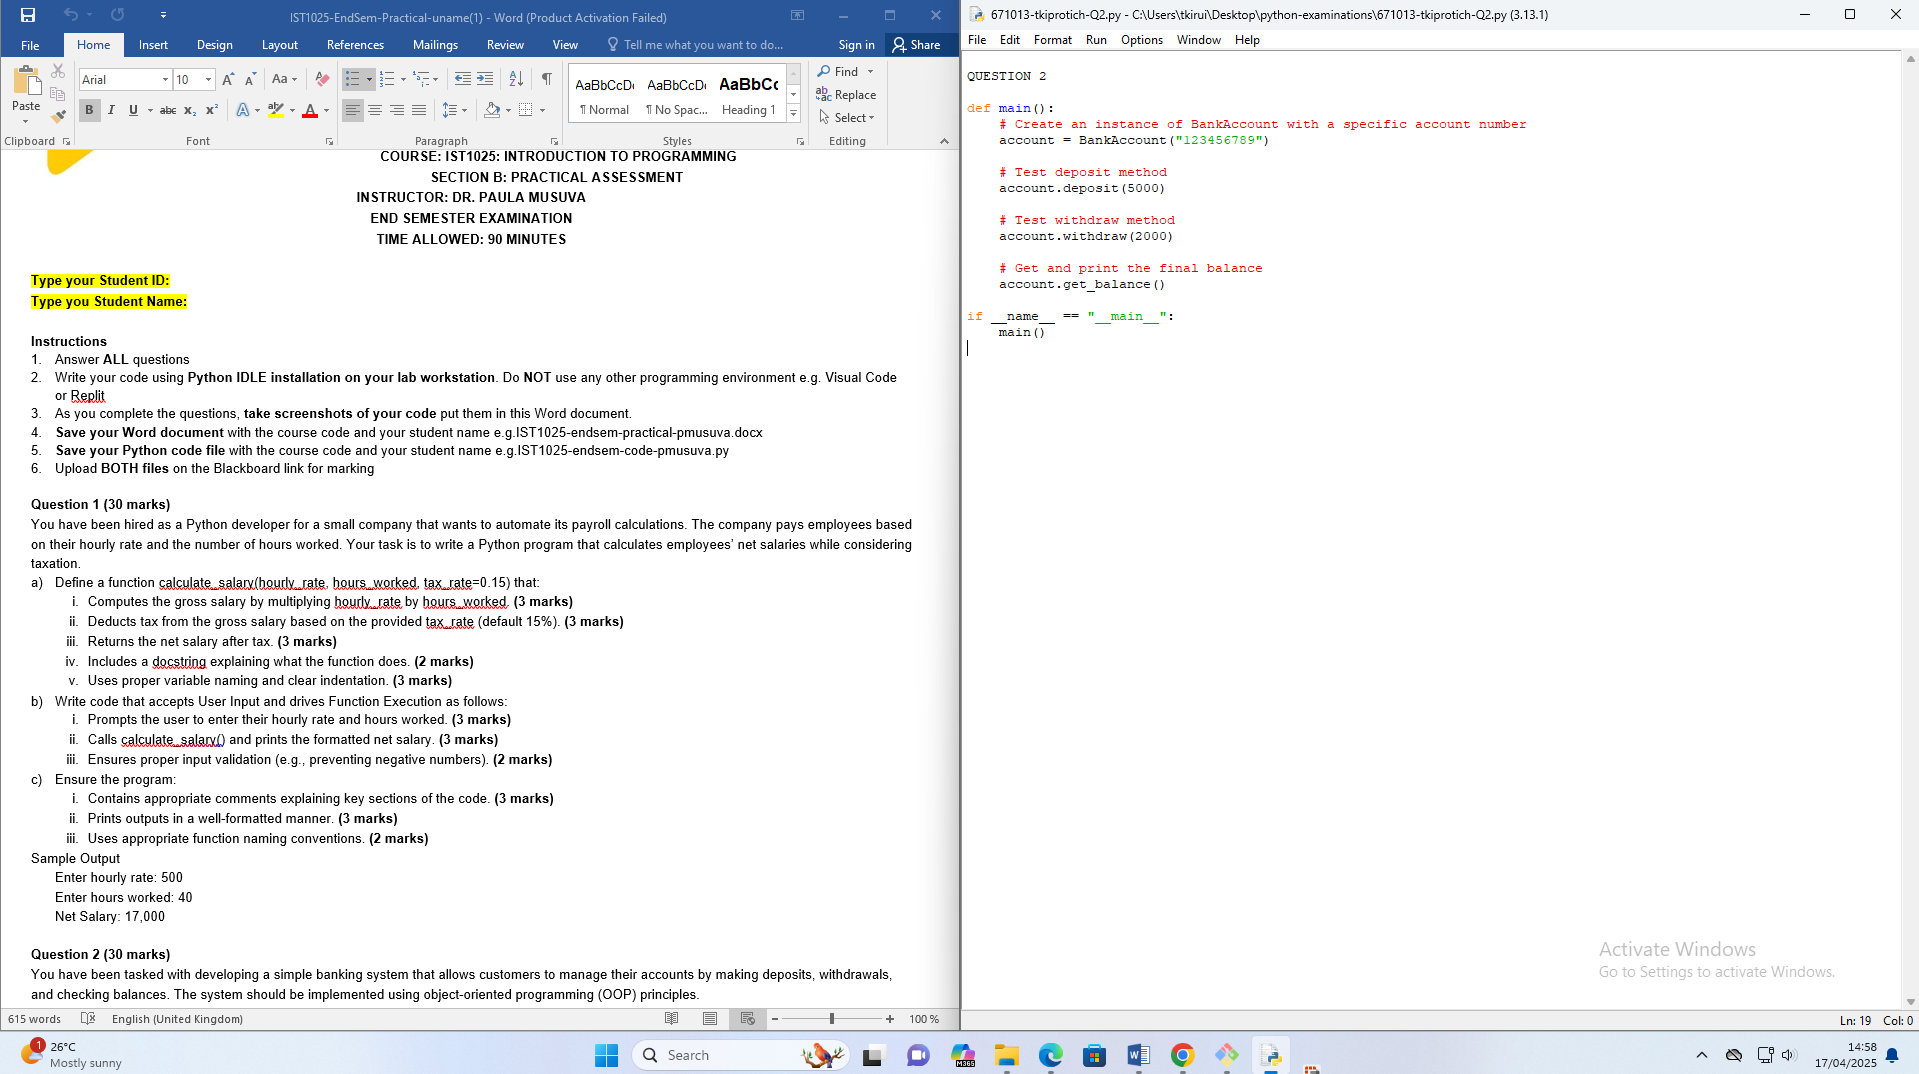 IST1025-EndSem-Practical-uname(1) - Word (Product Activation Failed)
File Home Insert Design Layout References Mailings Review View Tell me what you want to do... Sign in Share
Paste
Arial 10 Aa
B I U abc x₂ x² A ab A
AaBbCcDc AaBbCcDc AaBbCc
¶ Normal ¶ No Spac... Heading 1
Find
Replace
Select
Clipboard Font Paragraph Styles Editing
COURSE: IST1025: INTRODUCTION TO PROGRAMMING
SECTION B: PRACTICAL ASSESSMENT
INSTRUCTOR: DR. PAULA MUSUVA
END SEMESTER EXAMINATION
TIME ALLOWED: 90 MINUTES
Type your Student ID:
Type you Student Name:
Instructions
1. Answer ALL questions
2. Write your code using Python IDLE installation on your lab workstation. Do NOT use any other programming environment e.g. Visual Code
or Replit
3. As you complete the questions, take screenshots of your code put them in this Word document.
4. Save your Word document with the course code and your student name e.g.IST1025-endsem-practical-pmusuva.docx
5. Save your Python code file with the course code and your student name e.g.IST1025-endsem-code-pmusuva.py
6. Upload BOTH files on the Blackboard link for marking
Question 1 (30 marks)
You have been hired as a Python developer for a small company that wants to automate its payroll calculations. The company pays employees based
on their hourly rate and the number of hours worked. Your task is to write a Python program that calculates employees' net salaries while considering
taxation.
a) Define a function calculate_salary(hourly_rate, hours_worked, tax_rate=0.15) that:
i. Computes the gross salary by multiplying hourly_rate by hours_worked. (3 marks)
ii. Deducts tax from the gross salary based on the provided tax_rate (default 15%). (3 marks)
iii. Returns the net salary after tax. (3 marks)
iv. Includes a docstring explaining what the function does. (2 marks)
v. Uses proper variable naming and clear indentation. (3 marks)
b) Write code that accepts User Input and drives Function Execution as follows:
i. Prompts the user to enter their hourly rate and hours worked. (3 marks)
ii. Calls calculate_salary() and prints the formatted net salary. (3 marks)
iii. Ensures proper input validation (e.g., preventing negative numbers). (2 marks)
c) Ensure the program:
i. Contains appropriate comments explaining key sections of the code. (3 marks)
ii. Prints outputs in a well-formatted manner. (3 marks)
iii. Uses appropriate function naming conventions. (2 marks)
Sample Output
Enter hourly rate: 500
Enter hours worked: 40
Net Salary: 17,000
Question 2 (30 marks)
You have been tasked with developing a simple banking system that allows customers to manage their accounts by making deposits, withdrawals,
and checking balances. The system should be implemented using object-oriented programming (OOP) principles.
615 words English (United Kingdom) 100 %
671013-tkiprotich-Q2.py - C:\Users\tkirui\Desktop\python-examinations\671013-tkiprotich-Q2.py (3.13.1)
File Edit Format Run Options Window Help
QUESTION 2
def main():
# Create an instance of BankAccount with a specific account number
account = BankAccount("123456789")
# Test deposit method
account.deposit(5000)
# Test withdraw method
account.withdraw(2000)
# Get and print the final balance
account.get_balance()
if __name__ == "__main__":
main()
Activate Windows
Go to Settings to activate Windows.
Ln: 19 Col: 0
1
26°C
Mostly sunny
Search
M365
14:58
17/04/2025